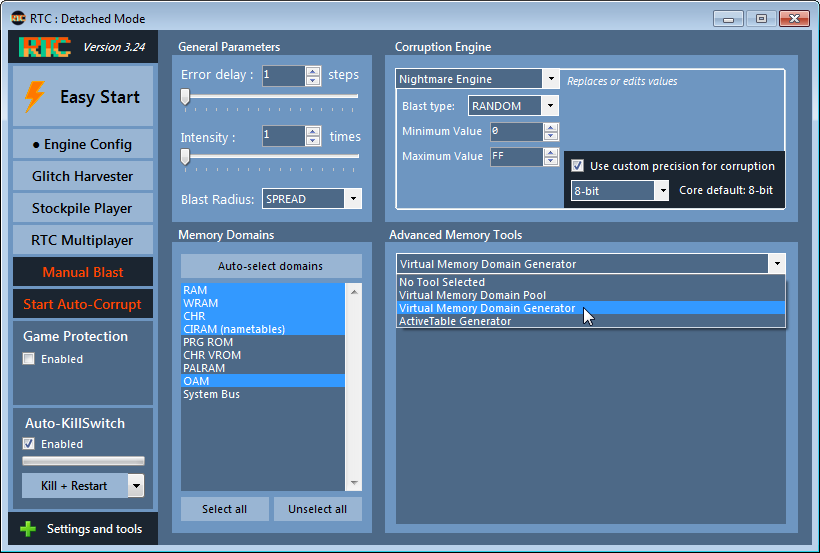 RTC : Detached Mode
RTC Version 3.24
Easy Start
● Engine Config
Glitch Harvester
Stockpile Player
RTC Multiplayer
Manual Blast
Start Auto-Corrupt
Game Protection
Enabled
Auto-KillSwitch
Enabled
Kill + Restart
Settings and tools
General Parameters
Error delay : 1 steps
Intensity : 1 times
Blast Radius: SPREAD
Corruption Engine
Nightmare Engine Replaces or edits values
Blast type: RANDOM
Minimum Value 0
Maximum Value FF
Use custom precision for corruption
8-bit Core default: 8-bit
Memory Domains
Auto-select domains
RAM
WRAM
CHR
CIRAM (nametables)
PRG ROM
CHR VROM
PALRAM
OAM
System Bus
Select all Unselect all
Advanced Memory Tools
Virtual Memory Domain Generator
No Tool Selected
Virtual Memory Domain Pool
Virtual Memory Domain Generator
ActiveTable Generator